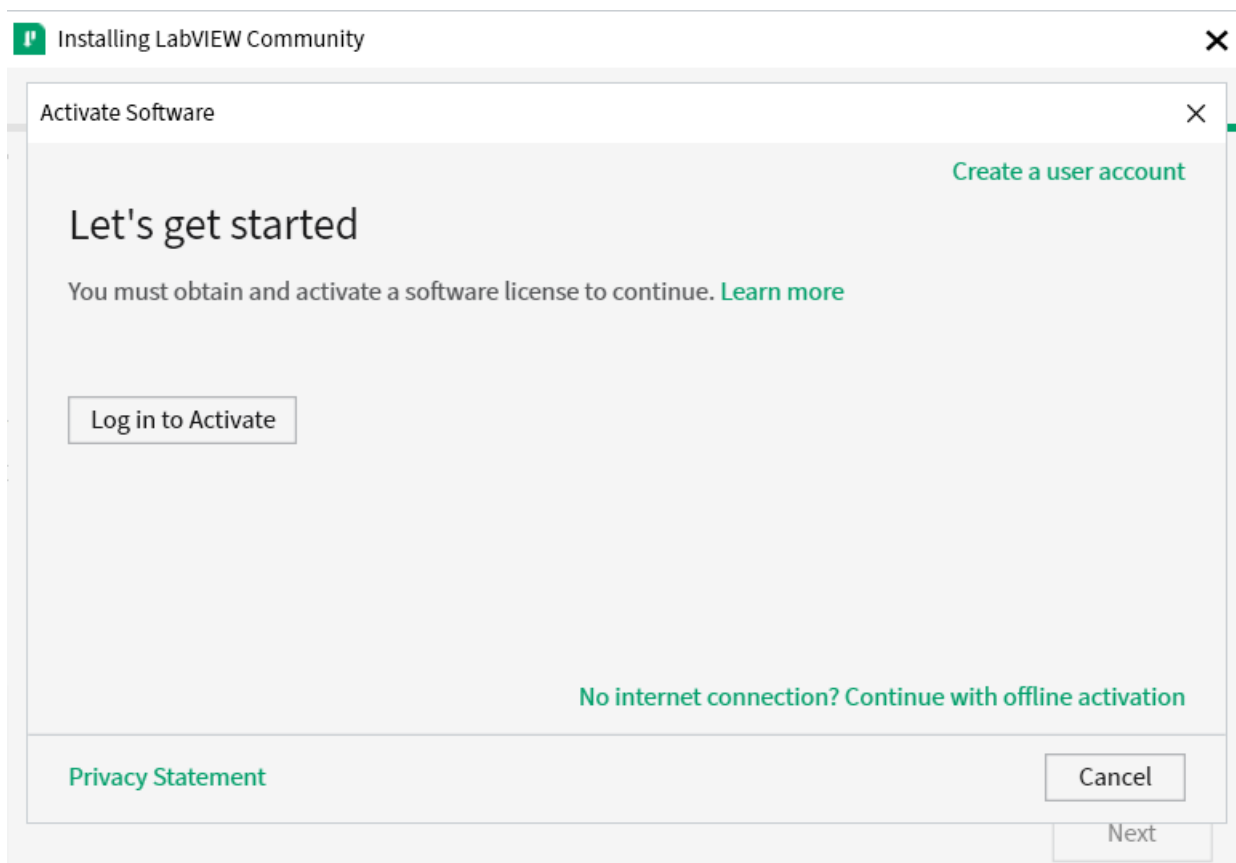 Installing LabVIEW Community
Activate Software
Create a user account
Let's get started
You must obtain and activate a software license to continue. Learn more
Log in to Activate
No internet connection? Continue with offline activation
Privacy Statement
Cancel
Next